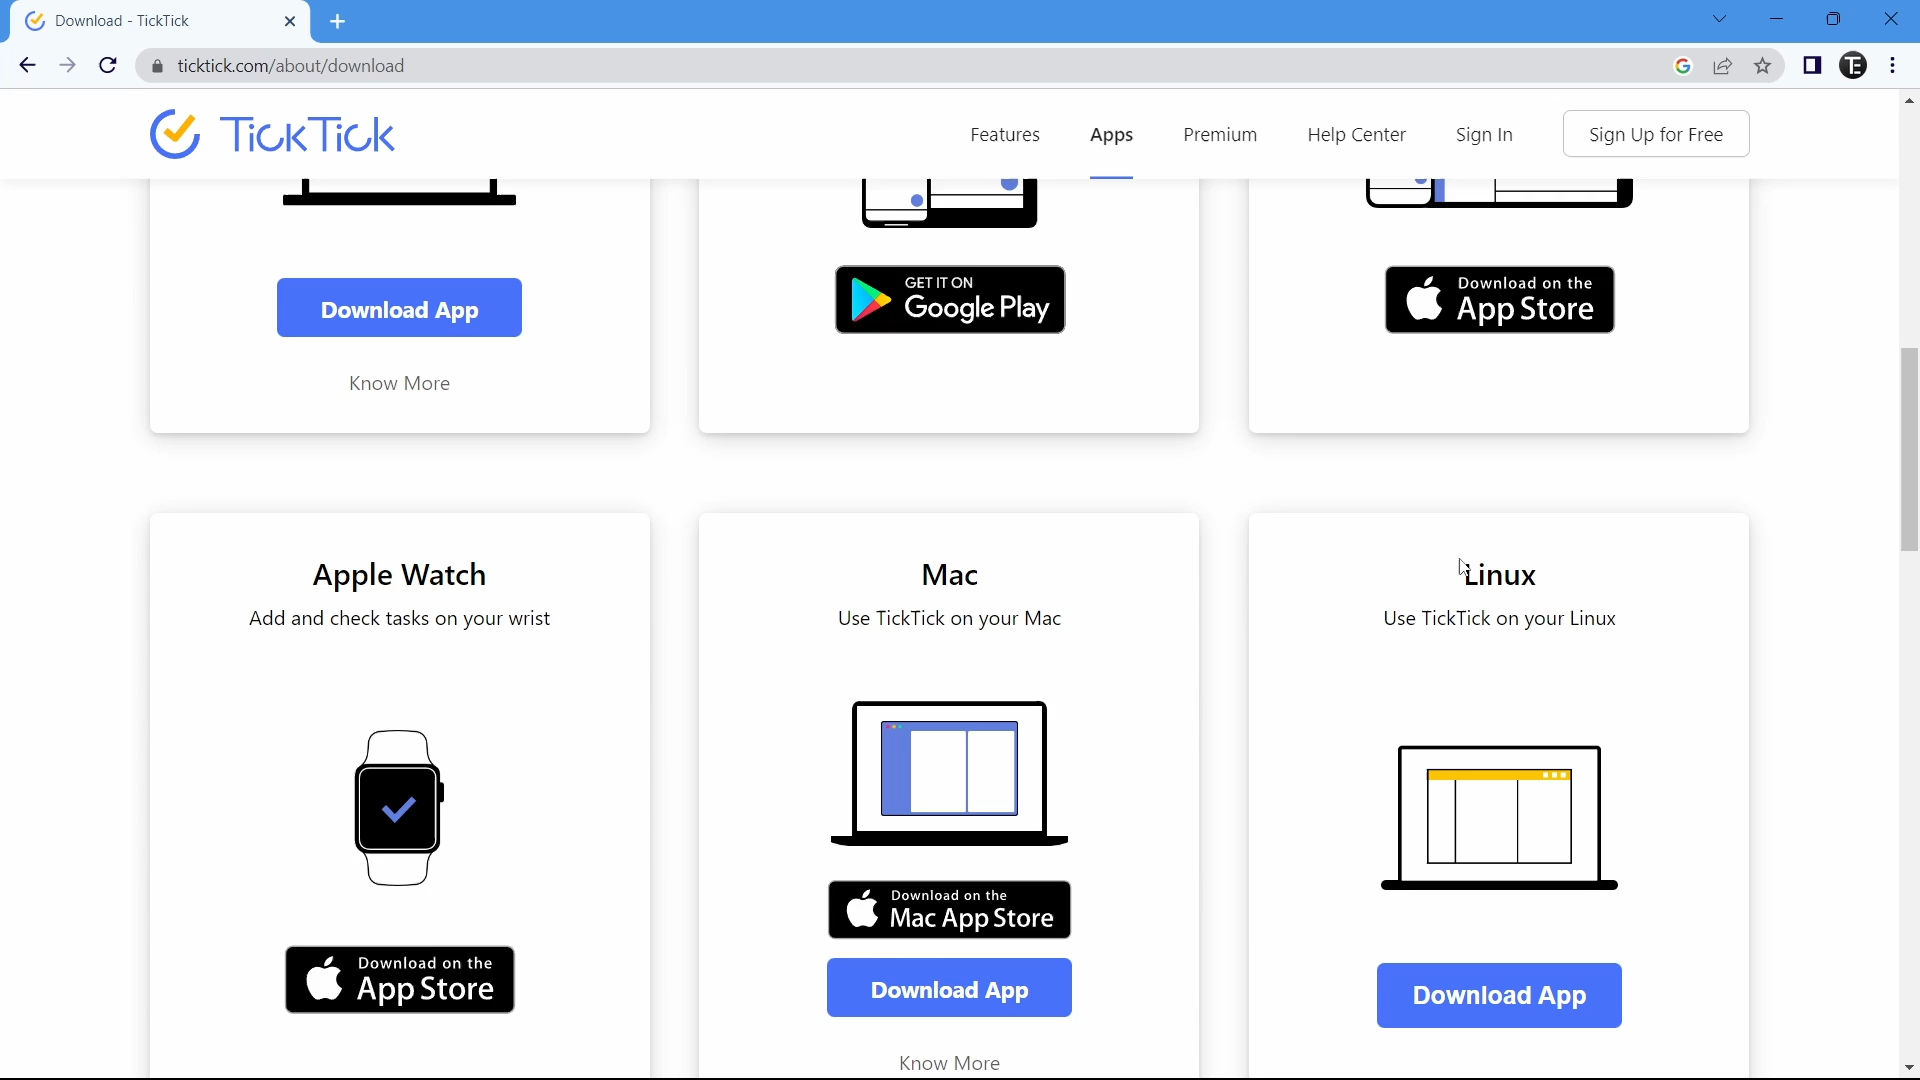 Download - TickTick
ticktick.com/about/download
TickTick
Features
Apps
Premium
Help Center
Sign In
Sign Up for Free
Download App
Know More
GET IT ON
Google Play
Download on the
App Store
Apple Watch
Add and check tasks on your wrist
Download on the
App Store
Mac
Use TickTick on your Mac
Download on the
Mac App Store
Download App
Know More
Linux
Use TickTick on your Linux
Download App